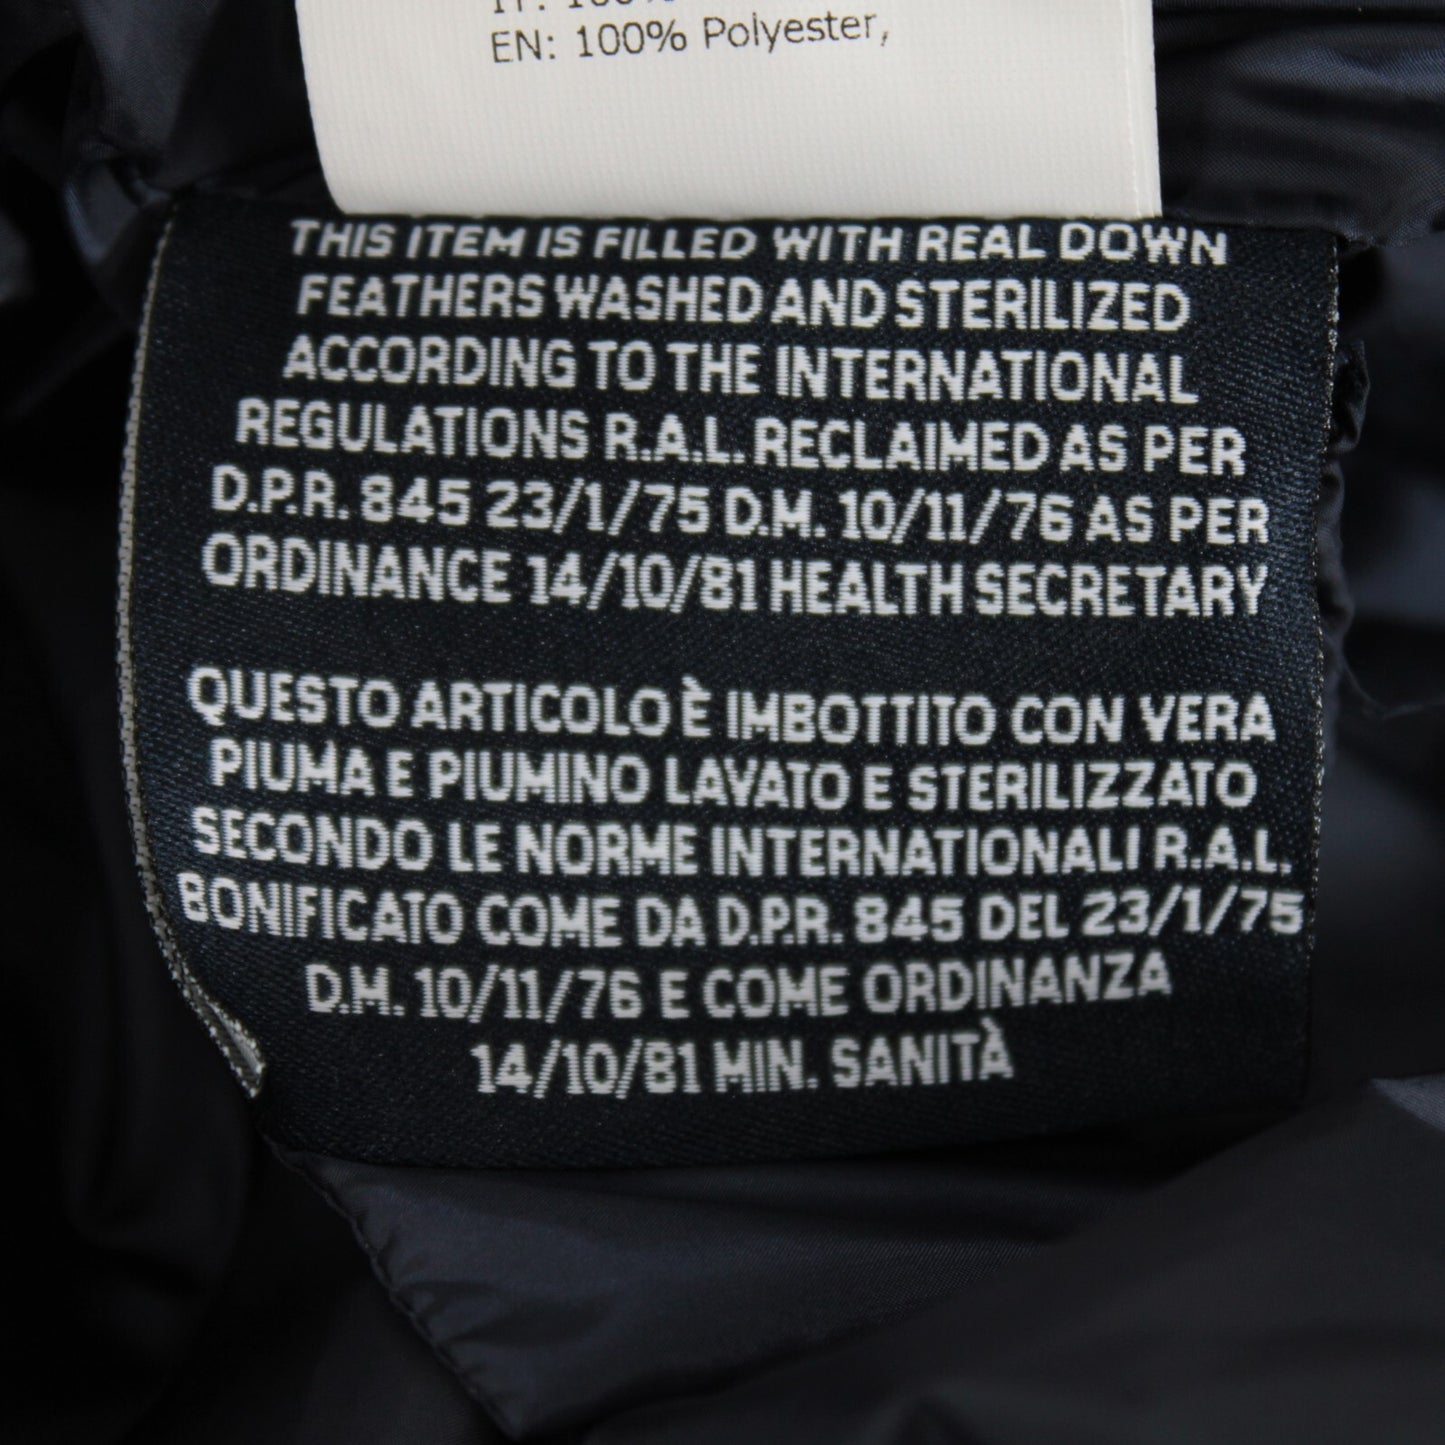 IT: 100%
EN: 100% Polyester,
THIS ITEM IS FILLED WITH REAL DOWN
FEATHERS WASHED AND STERILIZED
ACCORDING TO THE INTERNATIONAL
REGULATIONS R.A.L. RECLAIMED AS PER
D.P.R. 845 23/1/75 D.M. 10/11/76 AS PER
ORDINANCE 14/10/81 HEALTH SECRETARY
QUESTO ARTICOLO È IMBOTTITO CON VERA
PIUMA E PIUMINO LAVATO E STERILIZZATO
SECONDO LE NORME INTERNATIONALI R.A.L.
BONIFICATO COME DA D.P.R. 845 DEL 23/1/75
D.M. 10/11/76 E COME ORDINANZA
14/10/81 MIN. SANITÀ